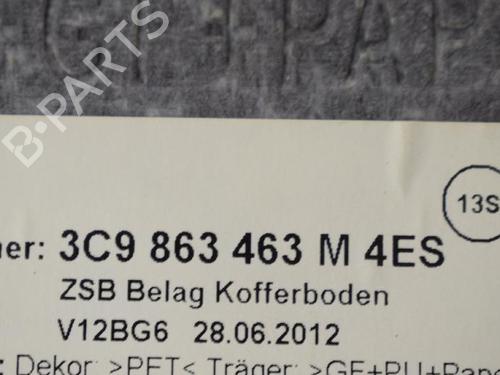 B-PARTS
13S
ner: 3C9 863 463 M 4ES
ZSB Belag Kofferboden
V12BG6 28.06.2012
: Dekor: >PET< Träger: >GF+PU+Pap